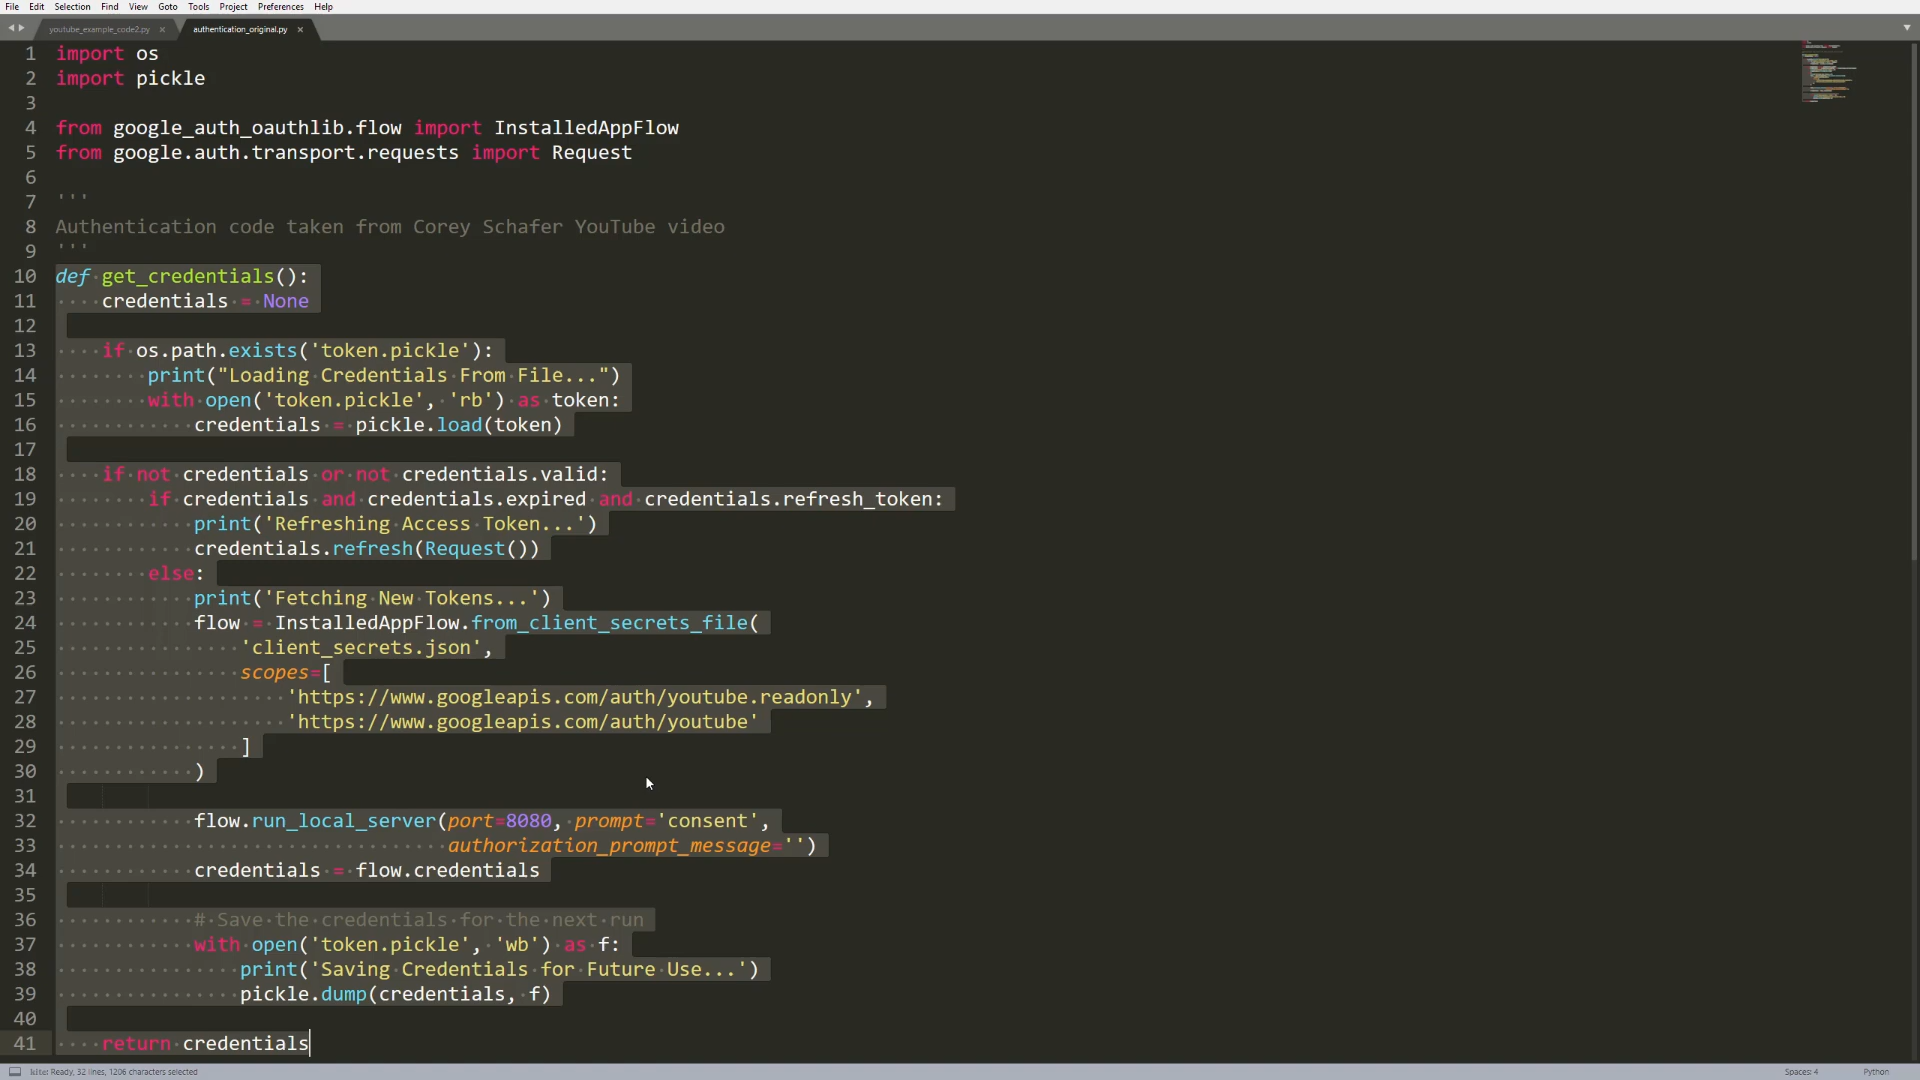 File Edit Selection Find View Goto Tools Project Preferences Help
youtube_example_code2.py × authentication_original.py ×
1 import os
2 import pickle
3
4 from google_auth_oauthlib.flow import InstalledAppFlow
5 from google.auth.transport.requests import Request
6
7 '''
8 Authentication code taken from Corey Schafer YouTube video
9 '''
10 def get_credentials():
11     credentials = None
12
13     if os.path.exists('token.pickle'):
14         print("Loading Credentials From File...")
15         with open('token.pickle', 'rb') as token:
16             credentials = pickle.load(token)
17
18     if not credentials or not credentials.valid:
19         if credentials and credentials.expired and credentials.refresh_token:
20             print('Refreshing Access Token...')
21             credentials.refresh(Request())
22         else:
23             print('Fetching New Tokens...')
24             flow = InstalledAppFlow.from_client_secrets_file(
25                 'client_secrets.json',
26                 scopes=[
27                     'https://www.googleapis.com/auth/youtube.readonly',
28                     'https://www.googleapis.com/auth/youtube'
29                 ]
30             )
31
32             flow.run_local_server(port=8080, prompt='consent',
33                                   authorization_prompt_message='')
34             credentials = flow.credentials
35
36             # Save the credentials for the next run
37             with open('token.pickle', 'wb') as f:
38                 print('Saving Credentials for Future Use...')
39                 pickle.dump(credentials, f)
40
41     return credentials
kite: Ready, 32 lines, 1206 characters selected Spaces: 4 Python